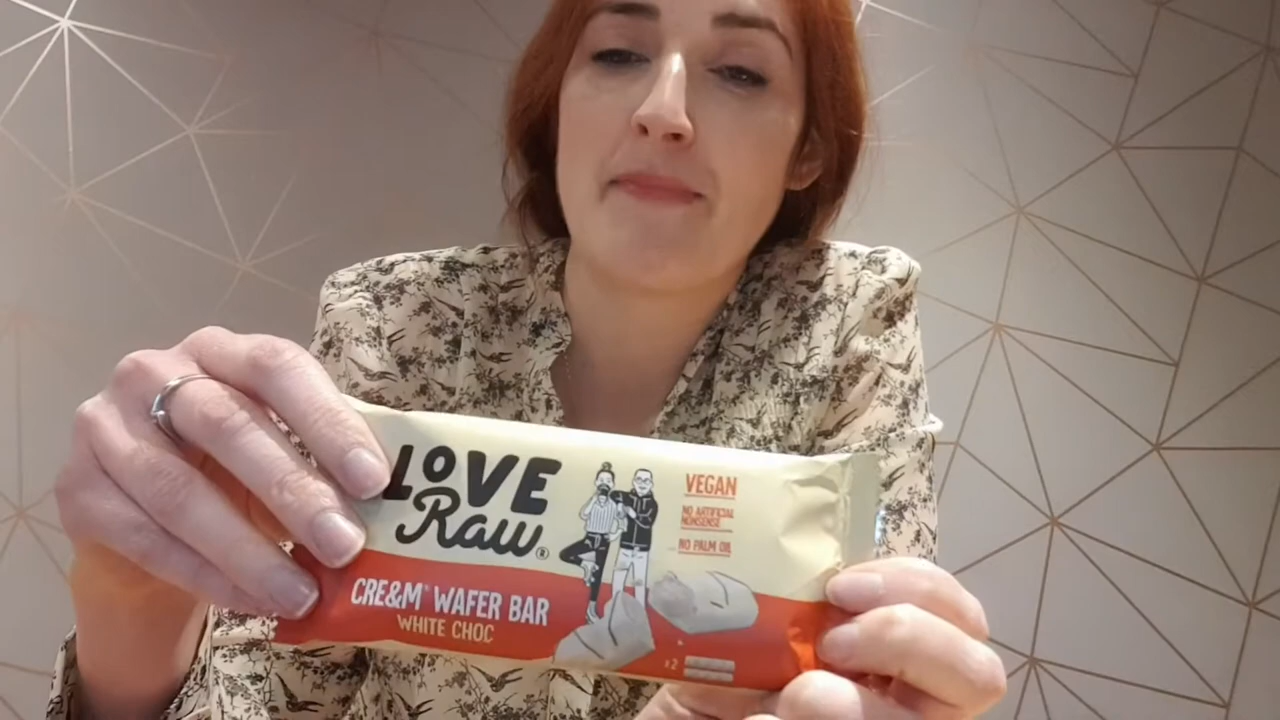 LOVE
Raw®
CRE&M® WAFER BAR
WHITE CHOC
VEGAN
NO ARTIFICIAL
NONSENSE
NO PALM OIL
x2